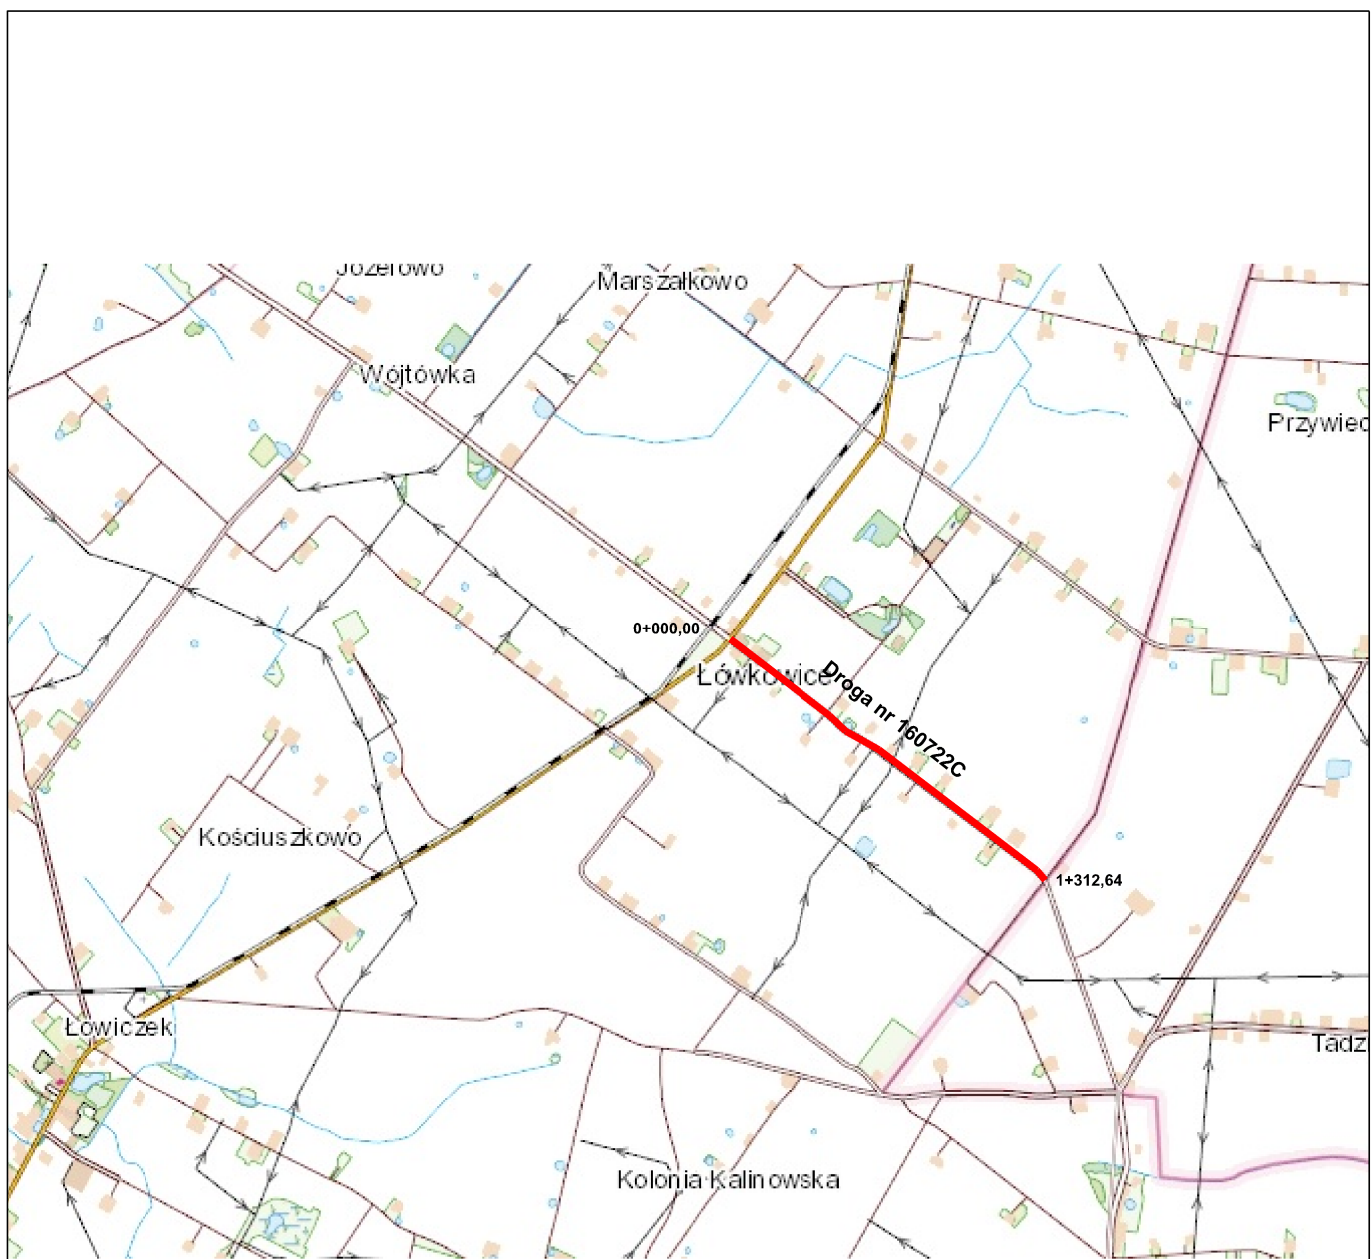 Józefowo
Marszałkowo
Wójtówka
Przywiec
0+000,00
Łówkowice
Droga nr 160722C
Kościuszkowo
1+312,64
Łowiczek
Tadz
Kolonia Kalinowska